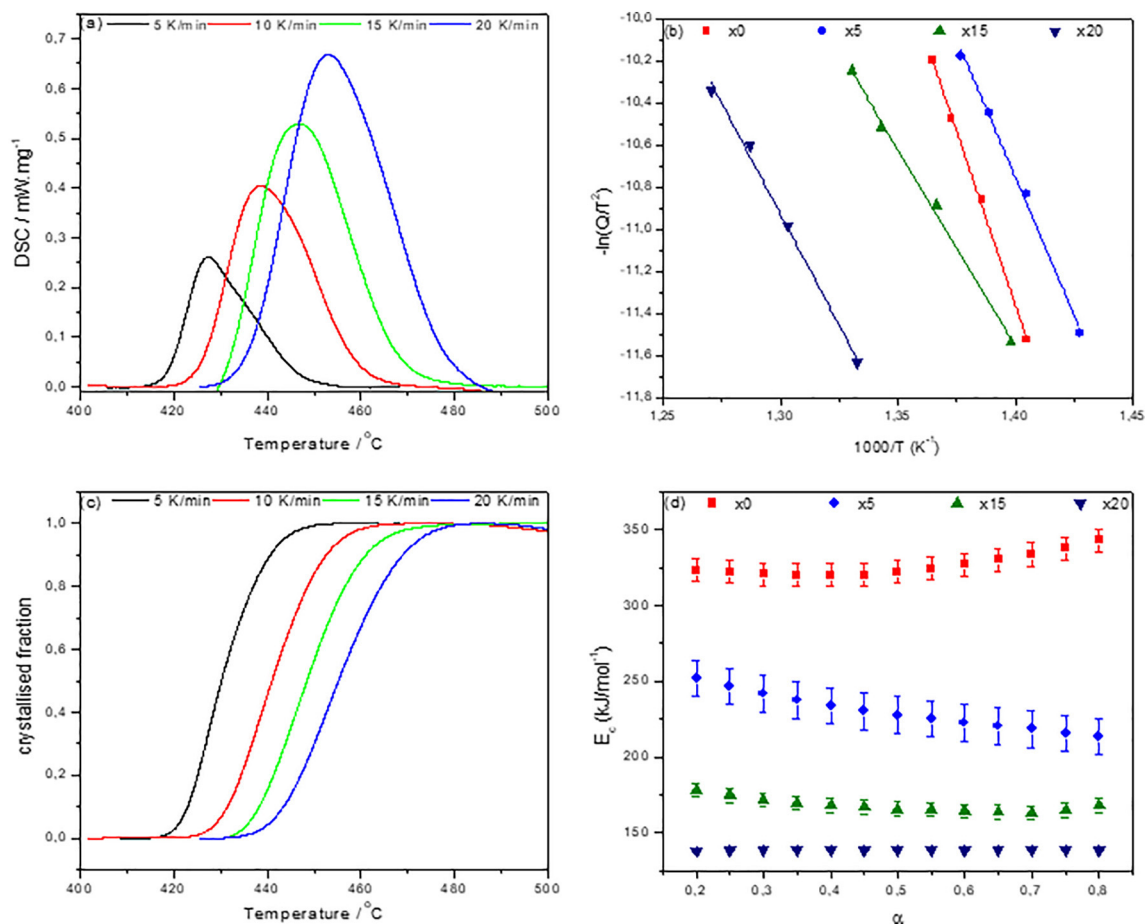 (a) 5 K/min 10 K/min 15 K/min 20 K/min
DSC / mW.mg-1
0,7
0,6
0,5
0,4
0,3
0,2
0,1
0,0
400 420 440 460 480 500
Temperature / °C
(b) x0 x5 x15 x20
-ln(Q/T2)
-10,0
-10,2
-10,4
-10,6
-10,8
-11,0
-11,2
-11,4
-11,6
-11,8
1,25 1,30 1,35 1,40 1,45
1000/T (K-1)
(c) 5 K/min 10 K/min 15 K/min 20 K/min
crystallised fraction
1,0
0,8
0,6
0,4
0,2
0,0
400 420 440 460 480 500
Temperature / °C
(d) x0 x5 x15 x20
Ec (kJ/mol-1)
350
300
250
200
150
0,2 0,3 0,4 0,5 0,6 0,7 0,8
α